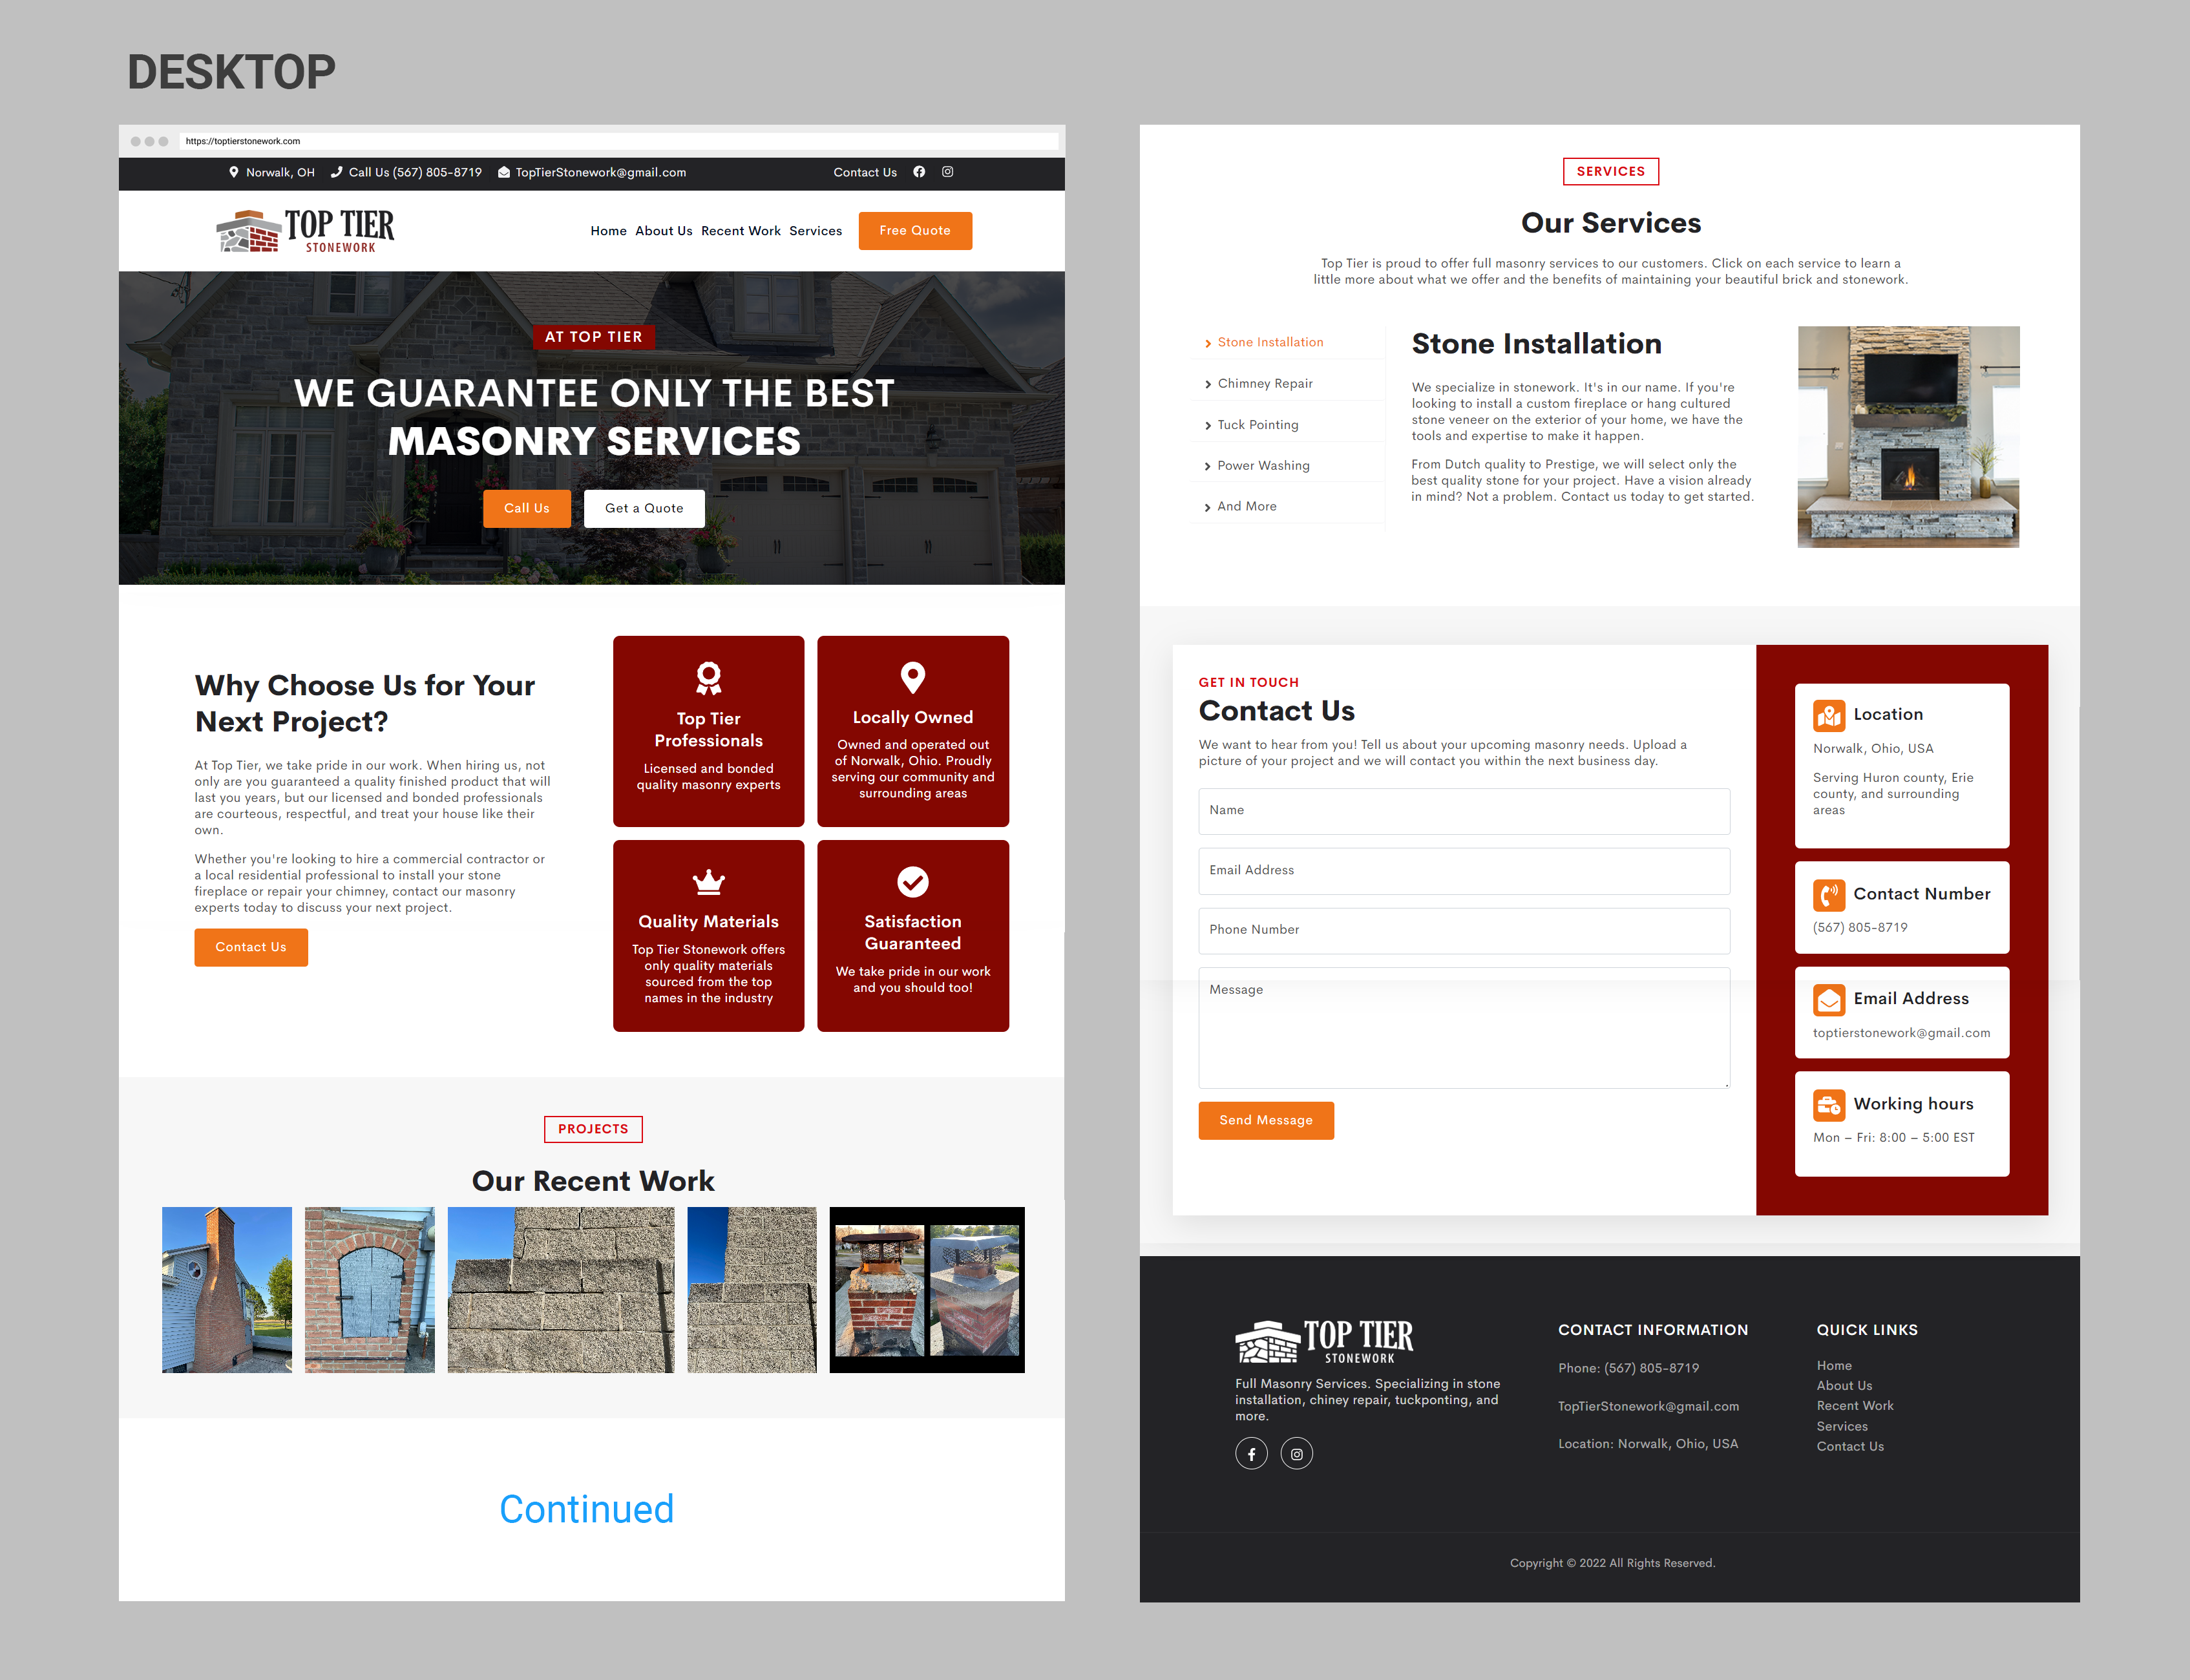 DESKTOP
https://toptierstonework.com
Norwalk, OH Call Us (567) 805-8719 TopTierStonework@gmail.com Contact Us
TOP TIER
STONEWORK
Home About Us Recent Work Services Free Quote
AT TOP TIER
WE GUARANTEE ONLY THE BEST
MASONRY SERVICES
Call Us Get a Quote
Why Choose Us for Your
Next Project?
At Top Tier, we take pride in our work. When hiring us, not
only are you guaranteed a quality finished product that will
last you years, but our licensed and bonded professionals
are courteous, respectful, and treat your house like their
own.
Whether you're looking to hire a commercial contractor or
a local residential professional to install your stone
fireplace or repair your chimney, contact our masonry
experts today to discuss your next project.
Contact Us
Top Tier
Professionals
Licensed and bonded
quality masonry experts
Locally Owned
Owned and operated out
of Norwalk, Ohio. Proudly
serving our community and
surrounding areas
Quality Materials
Top Tier Stonework offers
only quality materials
sourced from the top
names in the industry
Satisfaction
Guaranteed
We take pride in our work
and you should too!
PROJECTS
Our Recent Work
Continued
SERVICES
Our Services
Top Tier is proud to offer full masonry services to our customers. Click on each service to learn a
little more about what we offer and the benefits of maintaining your beautiful brick and stonework.
Stone Installation
Chimney Repair
Tuck Pointing
Power Washing
And More
Stone Installation
We specialize in stonework. It's in our name. If you're
looking to install a custom fireplace or hang cultured
stone veneer on the exterior of your home, we have the
tools and expertise to make it happen.
From Dutch quality to Prestige, we will select only the
best quality stone for your project. Have a vision already
in mind? Not a problem. Contact us today to get started.
GET IN TOUCH
Contact Us
We want to hear from you! Tell us about your upcoming masonry needs. Upload a
picture of your project and we will contact you within the next business day.
Name
Email Address
Phone Number
Message
Send Message
Location
Norwalk, Ohio, USA
Serving Huron county, Erie
county, and surrounding
areas
Contact Number
(567) 805-8719
Email Address
toptierstonework@gmail.com
Working hours
Mon – Fri: 8:00 – 5:00 EST
TOP TIER
STONEWORK
Full Masonry Services. Specializing in stone
installation, chiney repair, tuckponting, and
more.
CONTACT INFORMATION
Phone: (567) 805-8719
TopTierStonework@gmail.com
Location: Norwalk, Ohio, USA
QUICK LINKS
Home
About Us
Recent Work
Services
Contact Us
Copyright © 2022 All Rights Reserved.